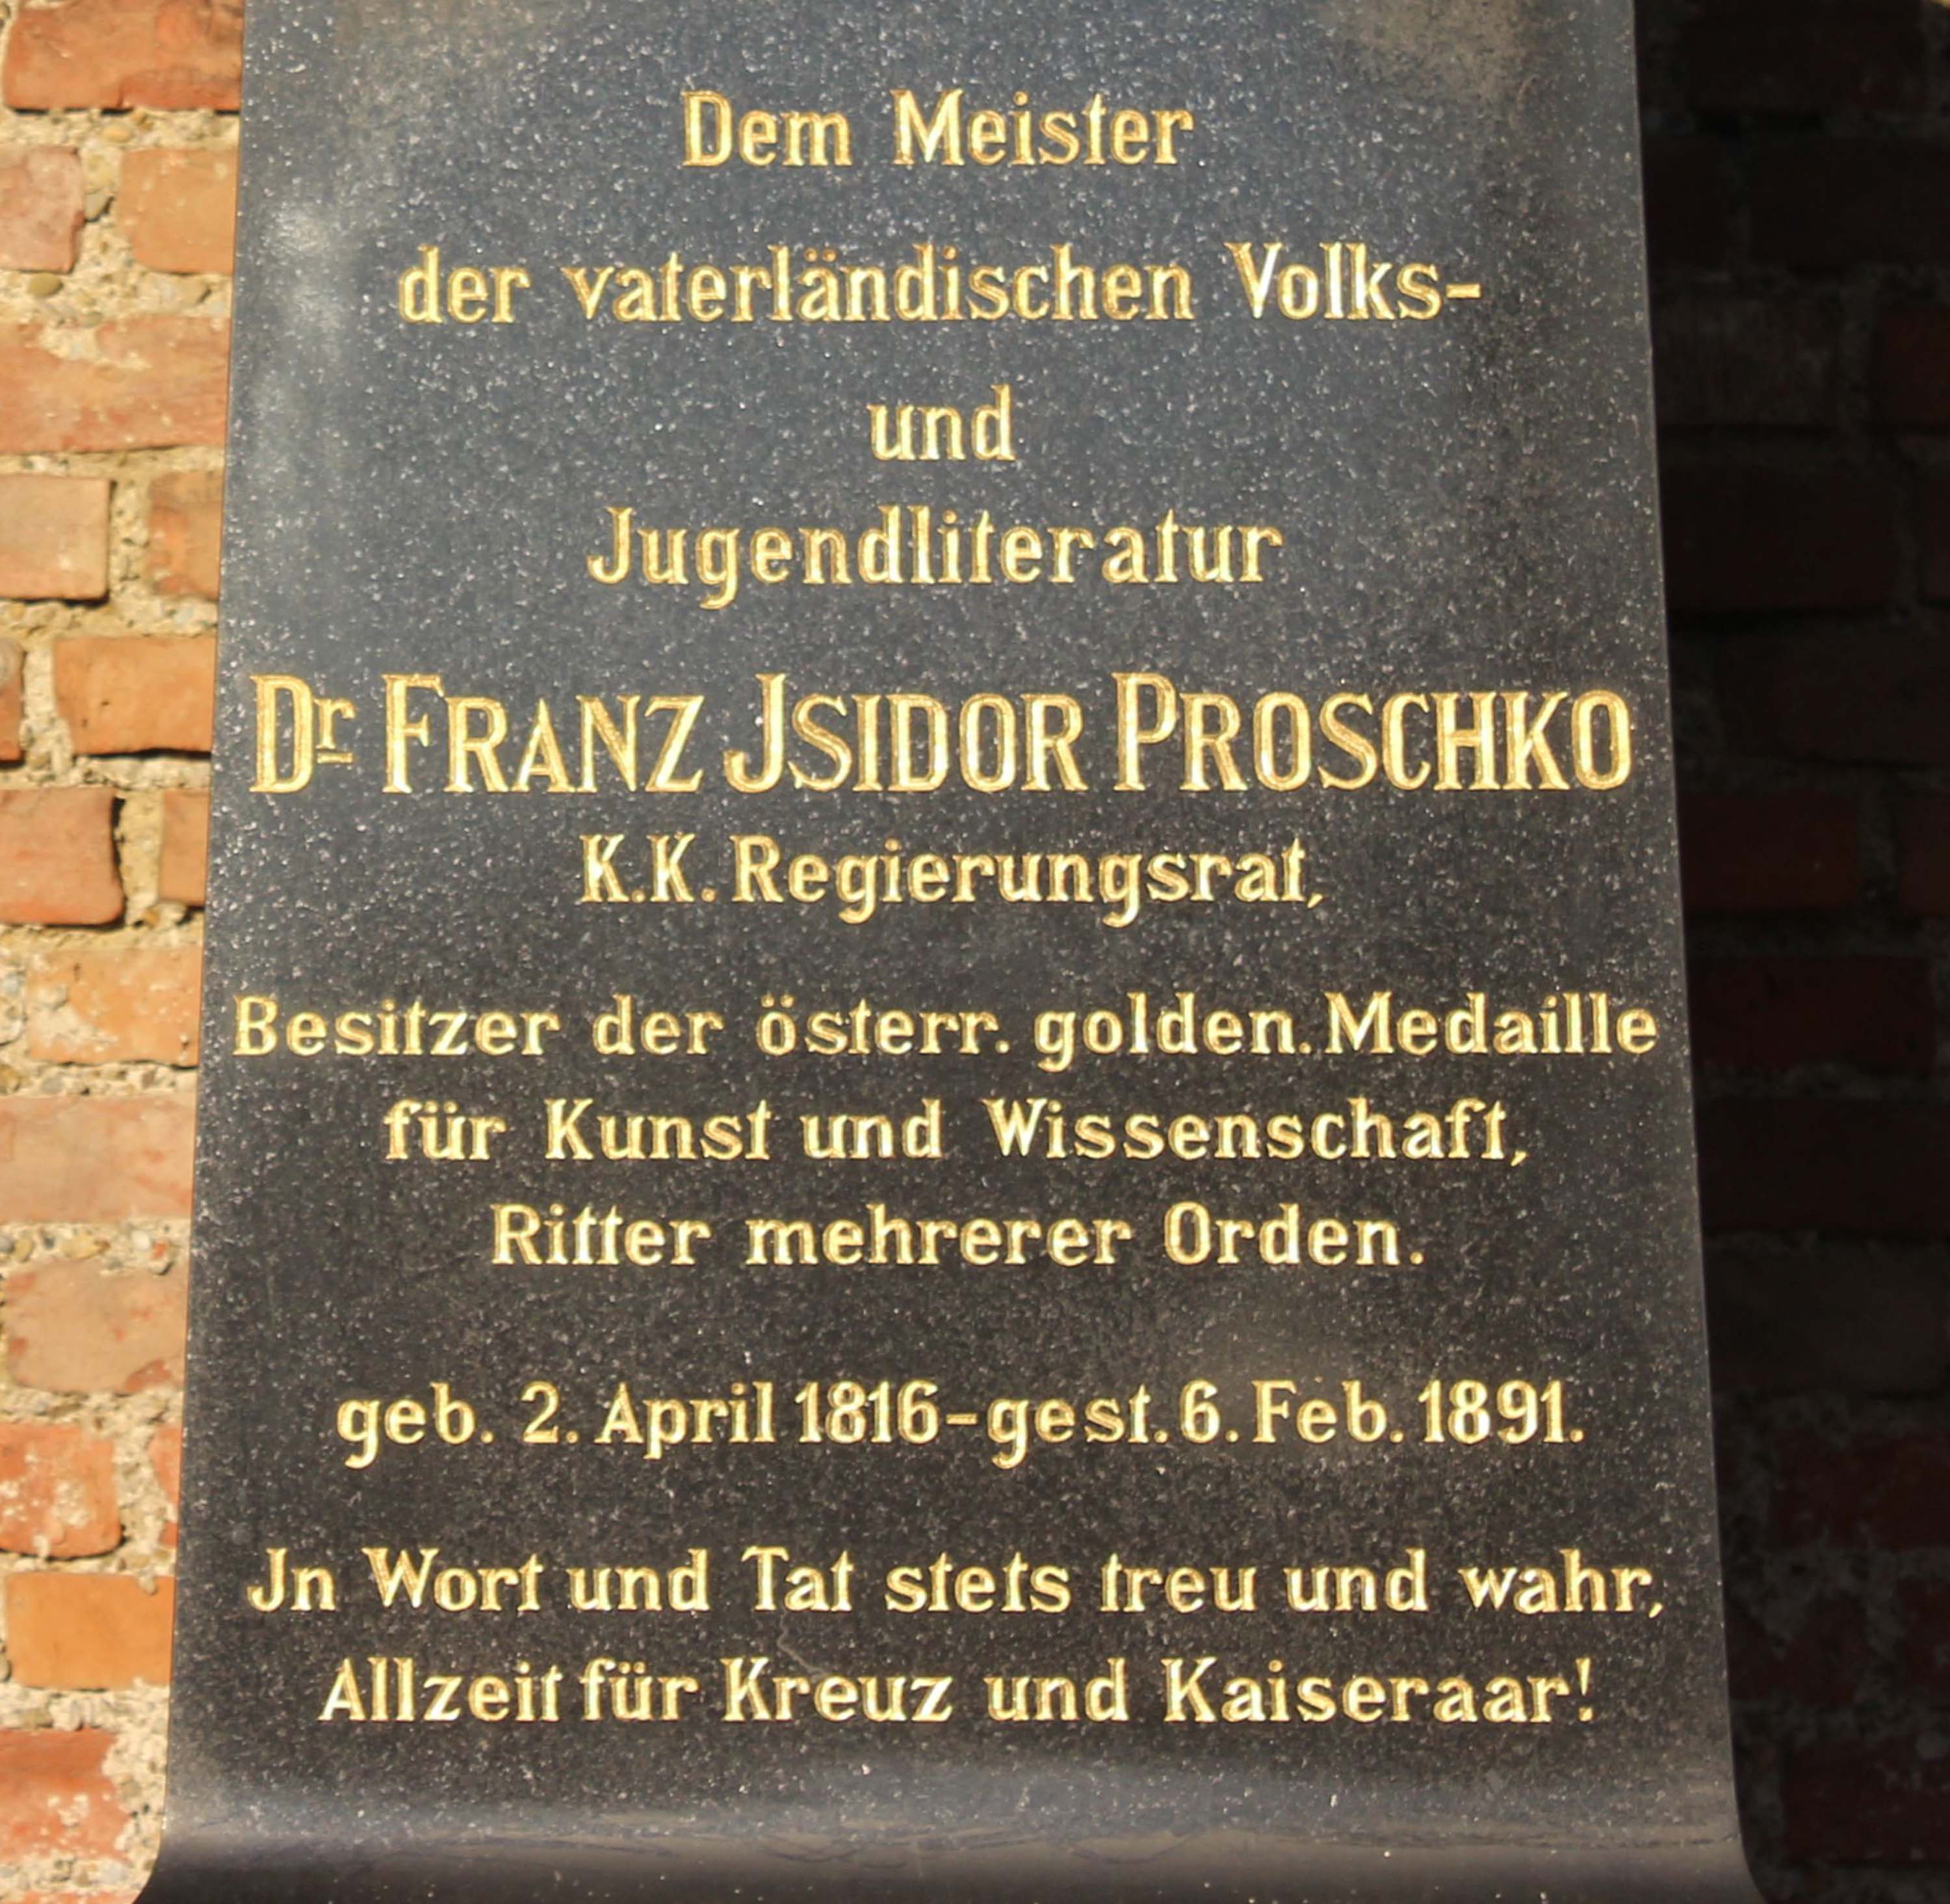 Dem Meister
der vaterländischen Volks-
und
Jugendliteratur
Dr FRANZ JSIDOR PROSCHKO
K.K. Regierungsrat,
Besitzer der österr. golden. Medaille
für Kunst und Wissenschaft,
Ritter mehrerer Orden.
geb. 2. April 1816-gest. 6. Feb. 1891.
Jn Wort und Tat stets treu und wahr,
Allzeit für Kreuz und Kaiseraar!